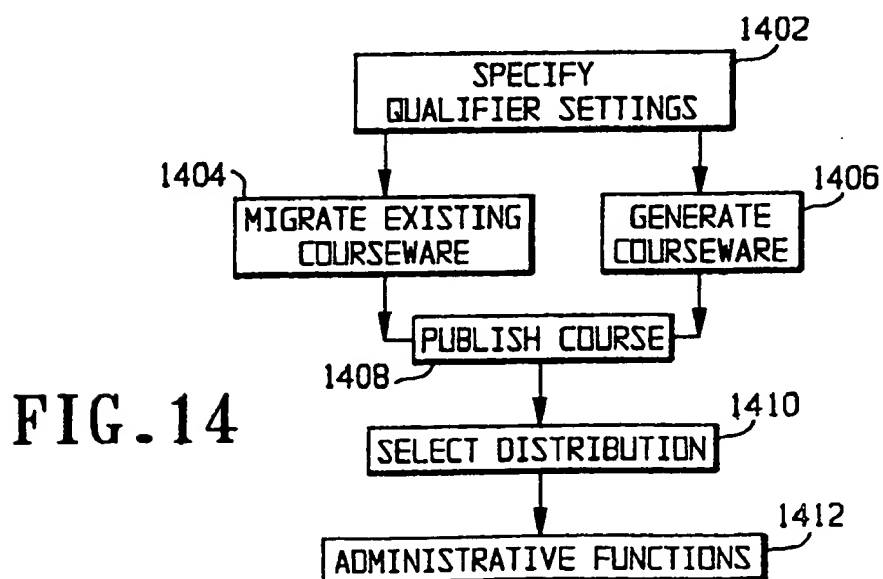 1402
SPECIFY
QUALIFIER SETTINGS
1404
1406
MIGRATE EXISTING
COURSEWARE
GENERATE
COURSEWARE
PUBLISH COURSE
1408
FIG.14
1410
SELECT DISTRIBUTION
1412
ADMINISTRATIVE FUNCTIONS